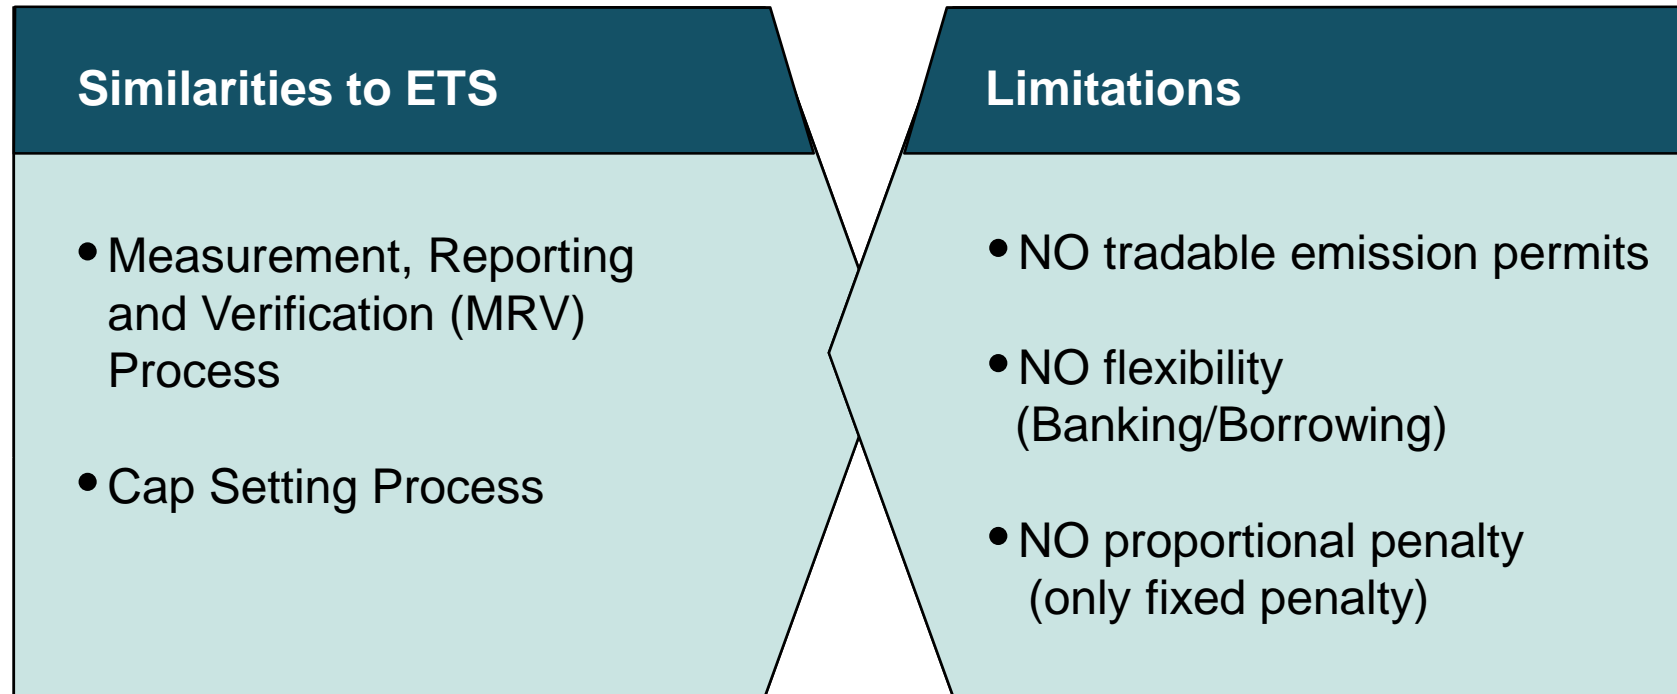 Similarities to ETS
• Measurement, Reporting
and Verification (MRV)
Process
• Cap Setting Process
Limitations
• NO tradable emission permits
• NO flexibility
(Banking/Borrowing)
• NO proportional penalty
(only fixed penalty)